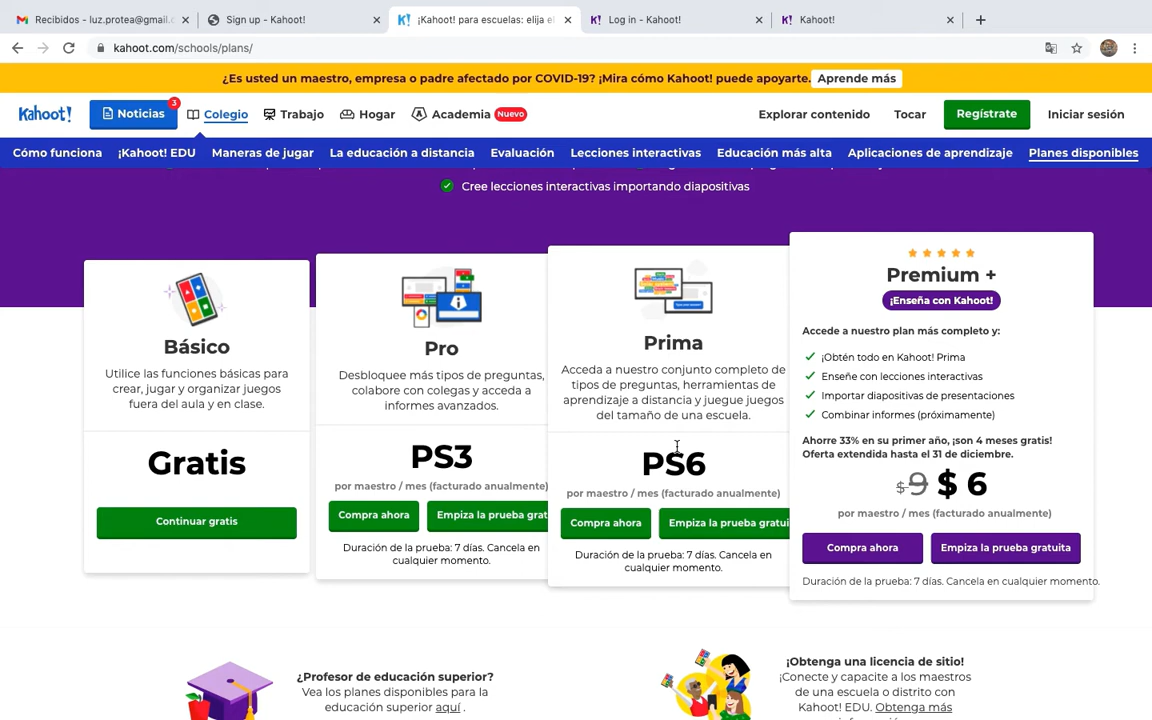 Recibidos - luz.protea@gmail.c
Sign up - Kahoot!
¡Kahoot! para escuelas: elija el
Log in - Kahoot!
Kahoot!
kahoot.com/schools/plans/
¿Es usted un maestro, empresa o padre afectado por COVID-19? ¡Mira cómo Kahoot! puede apoyarte. Aprende más
Kahoot!
Noticias
3
Colegio
Trabajo
Hogar
Academia
Nuevo
Explorar contenido
Tocar
Regístrate
Iniciar sesión
Cómo funciona
¡Kahoot! EDU
Maneras de jugar
La educación a distancia
Evaluación
Lecciones interactivas
Educación más alta
Aplicaciones de aprendizaje
Planes disponibles
Cree lecciones interactivas importando diapositivas
Básico
Utilice las funciones básicas para
crear, jugar y organizar juegos
fuera del aula y en clase.
Gratis
Continuar gratis
Pro
Desbloquee más tipos de preguntas,
colabore con colegas y acceda a
informes avanzados.
PS3
por maestro / mes (facturado anualmente)
Compra ahora
Empiza la prueba grat
Duración de la prueba: 7 días. Cancela en
cualquier momento.
Prima
Acceda a nuestro conjunto completo de
tipos de preguntas, herramientas de
aprendizaje a distancia y juegue juegos
del tamaño de una escuela.
PS6
por maestro / mes (facturado anualmente)
Compra ahora
Empiza la prueba gratui
Duración de la prueba: 7 días. Cancela en
cualquier momento.
Premium +
¡Enseña con Kahoot!
Accede a nuestro plan más completo y:
¡Obtén todo en Kahoot! Prima
Enseñe con lecciones interactivas
Importar diapositivas de presentaciones
Combinar informes (próximamente)
Ahorre 33% en su primer año, ¡son 4 meses gratis!
Oferta extendida hasta el 31 de diciembre.
$ 9 $ 6
por maestro / mes (facturado anualmente)
Compra ahora
Empiza la prueba gratuita
Duración de la prueba: 7 días. Cancela en cualquier momento.
¿Profesor de educación superior?
Vea los planes disponibles para la
educación superior aquí .
¡Obtenga una licencia de sitio!
¡Conecte y capacite a los maestros
de una escuela o distrito con
Kahoot! EDU. Obtenga más